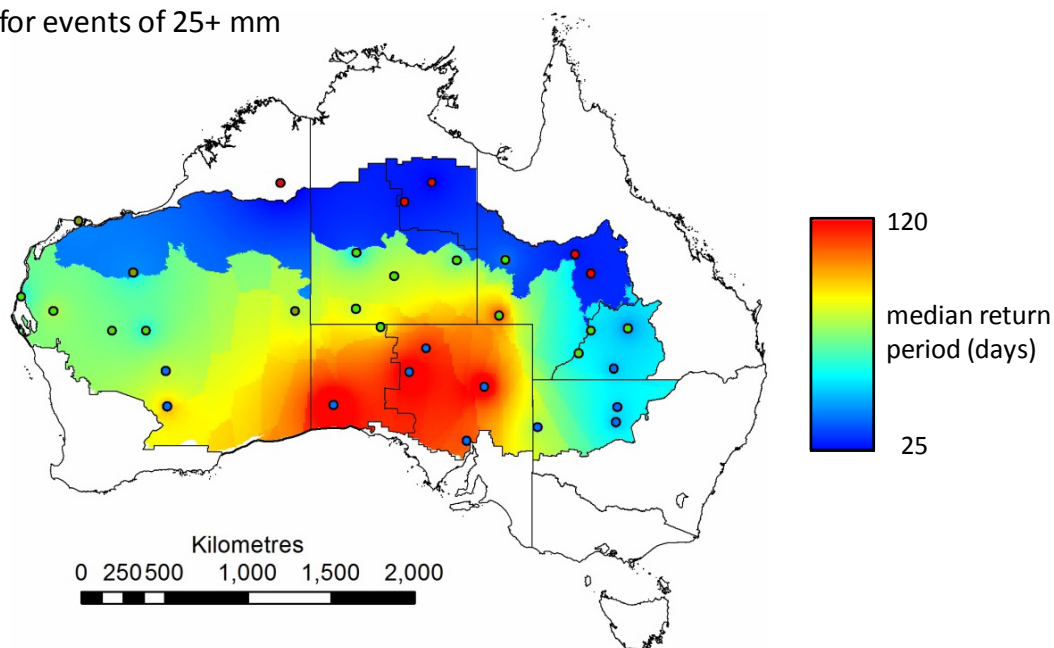 for events of 25+ mm
120
median return
period (days)
25
Kilometres
0 250 500 1,000 1,500 2,000